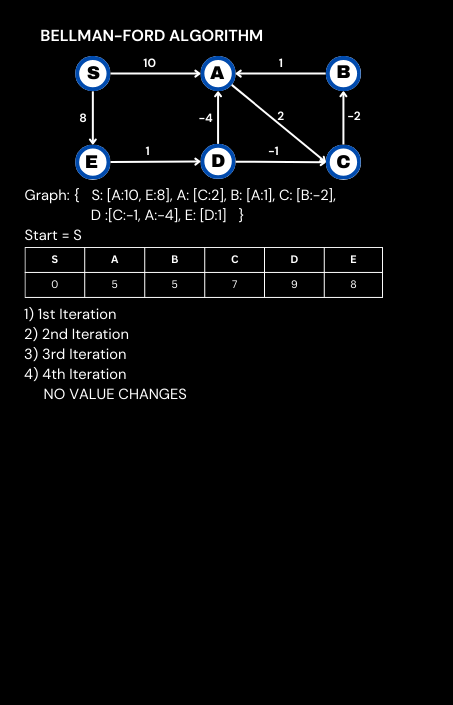 BELLMAN-FORD ALGORITHM
S 10 A 1 B
8 -4 2 -2
E 1 D -1 C
Graph: { S: [A:10, E:8], A: [C:2], B: [A:1], C: [B:-2],
D :[C:-1, A:-4], E: [D:1] }
Start = S
S A B C D E
0 5 5 7 9 8
1) 1st Iteration
2) 2nd Iteration
3) 3rd Iteration
4) 4th Iteration
NO VALUE CHANGES